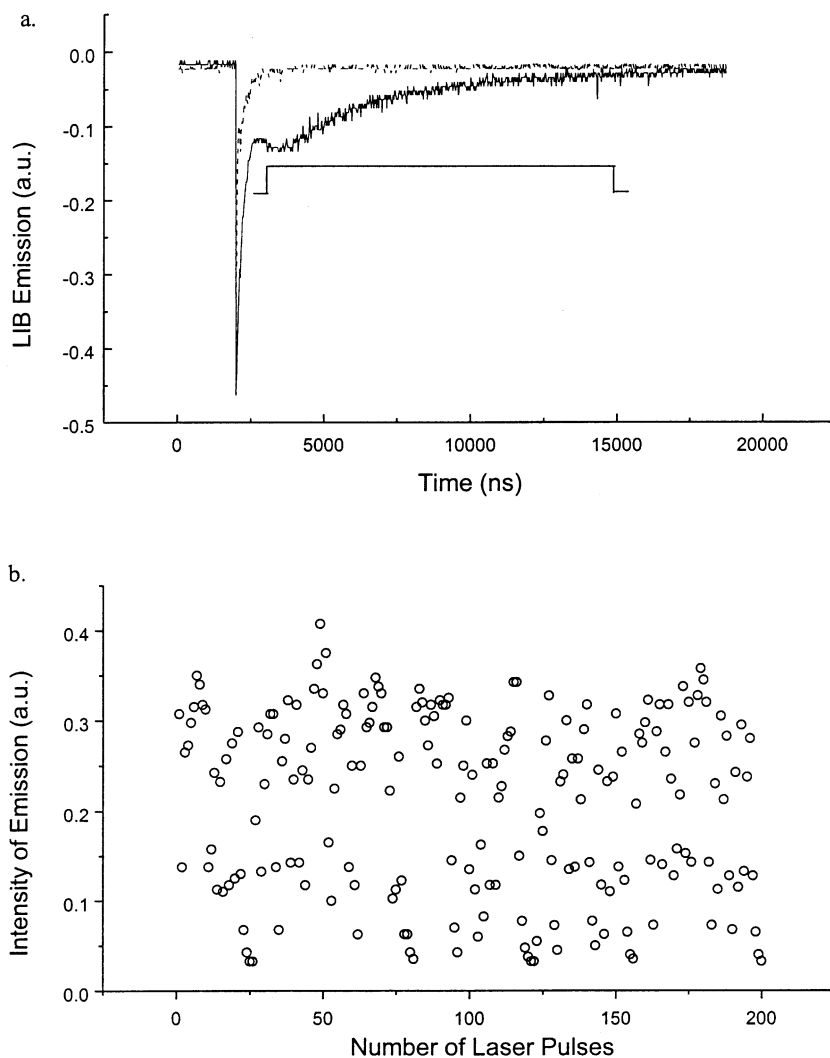 a.
0.0
-0.1
-0.2
-0.3
-0.4
-0.5
LIB Emission (a.u.)
0 5000 10000 15000 20000
Time (ns)
b.
0.4
0.3
0.2
0.1
0.0
Intensity of Emission (a.u.)
0 50 100 150 200
Number of Laser Pulses